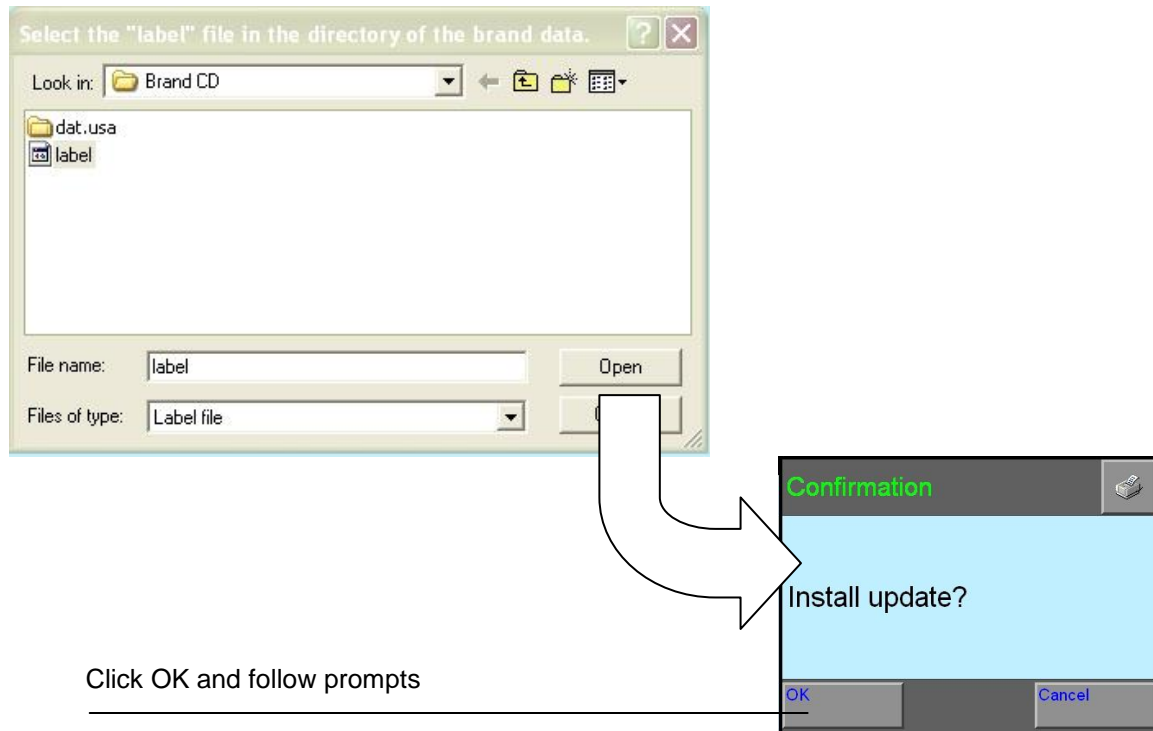 Select the "label" file in the directory of the brand data.
Look in: Brand CD
dat.usa
label
File name: label Open
Files of type: Label file
Confirmation
Install update?
Click OK and follow prompts
OK Cancel